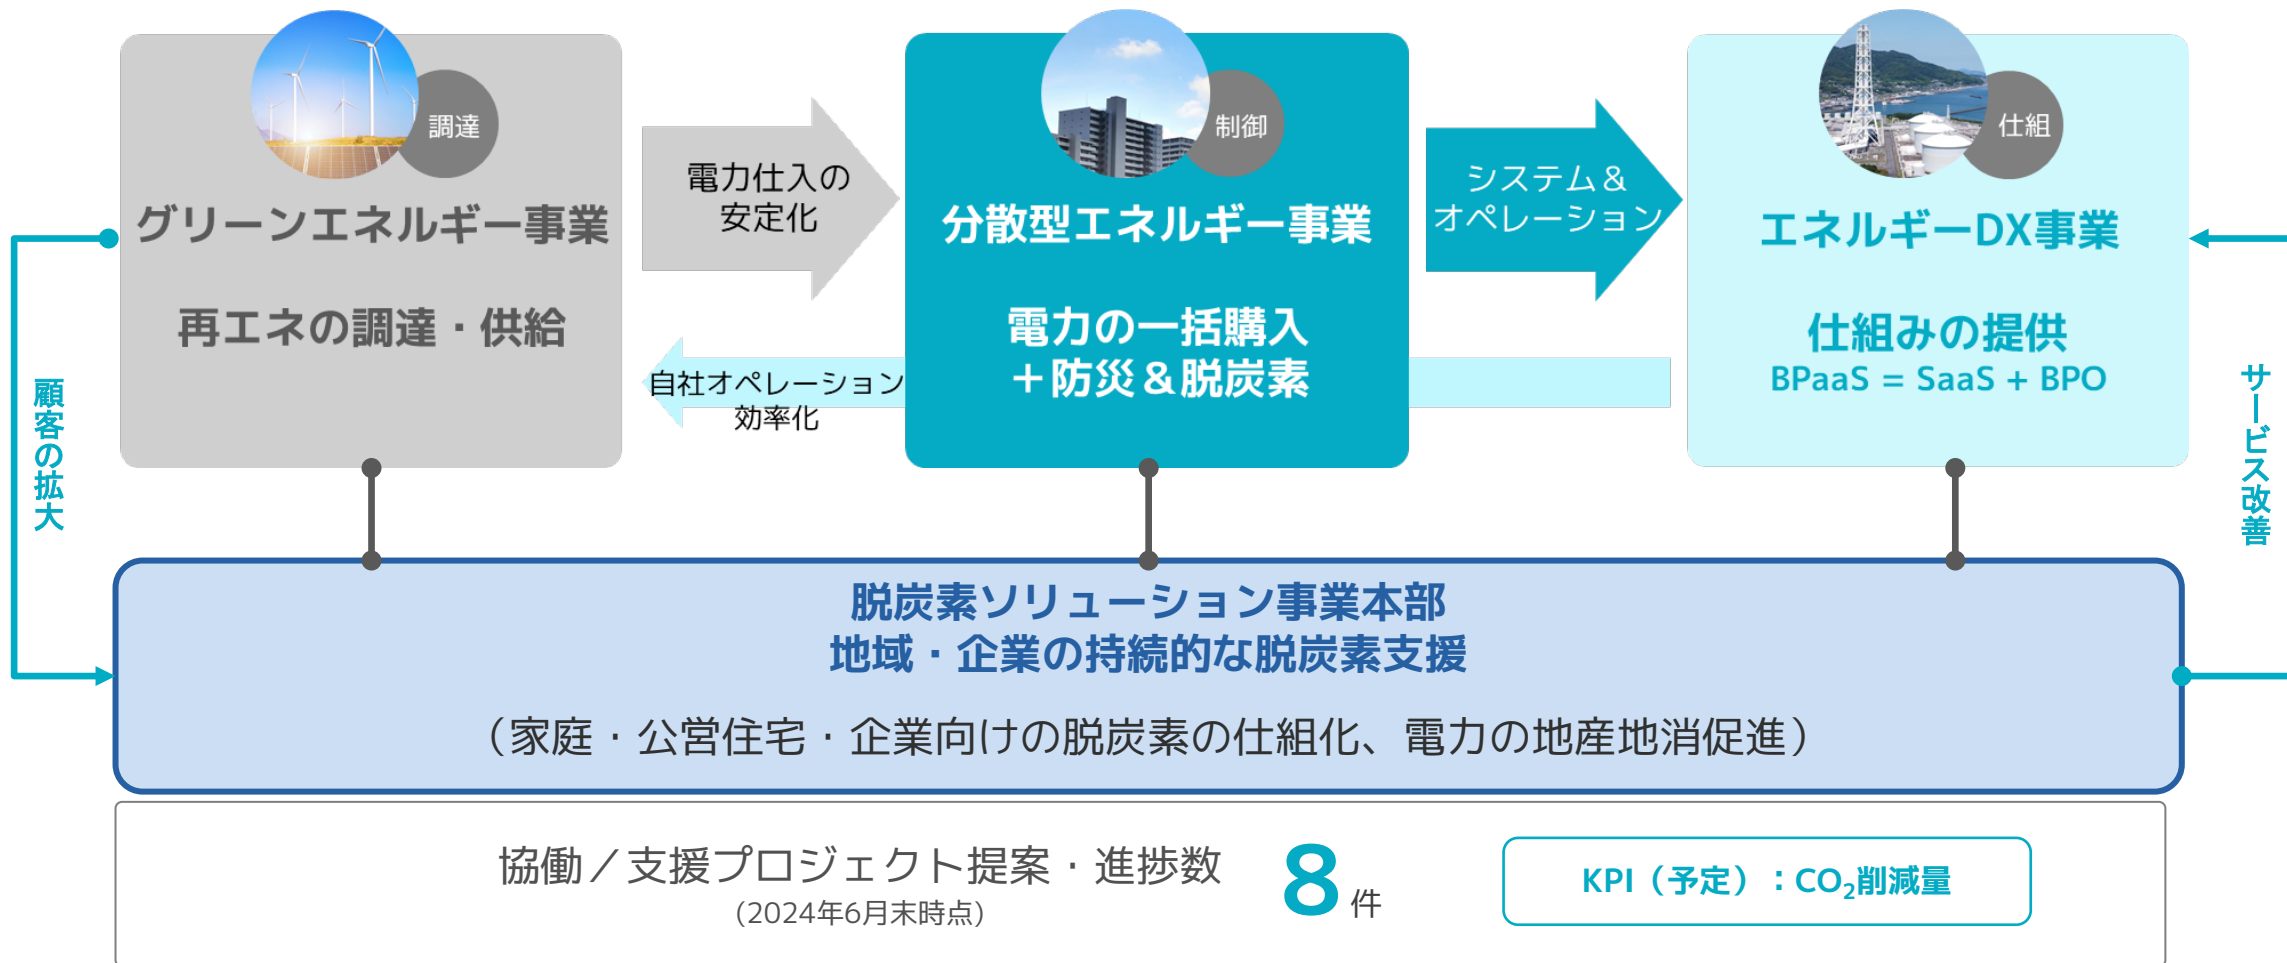 調達
グリーンエネルギー事業
再エネの調達・供給
電力仕入の
安定化
自社オペレーション
効率化
制御
分散型エネルギー事業
電力の一括購入
＋防災＆脱炭素
システム＆
オペレーション
仕組
エネルギーDX事業
仕組みの提供
BPaaS = SaaS + BPO
顧客の拡大
サービス改善
脱炭素ソリューション事業本部
地域・企業の持続的な脱炭素支援
（家庭・公営住宅・企業向けの脱炭素の仕組化、電力の地産地消促進）
協働／支援プロジェクト提案・進捗数
(2024年6月末時点)
8 件
KPI（予定）：CO₂削減量